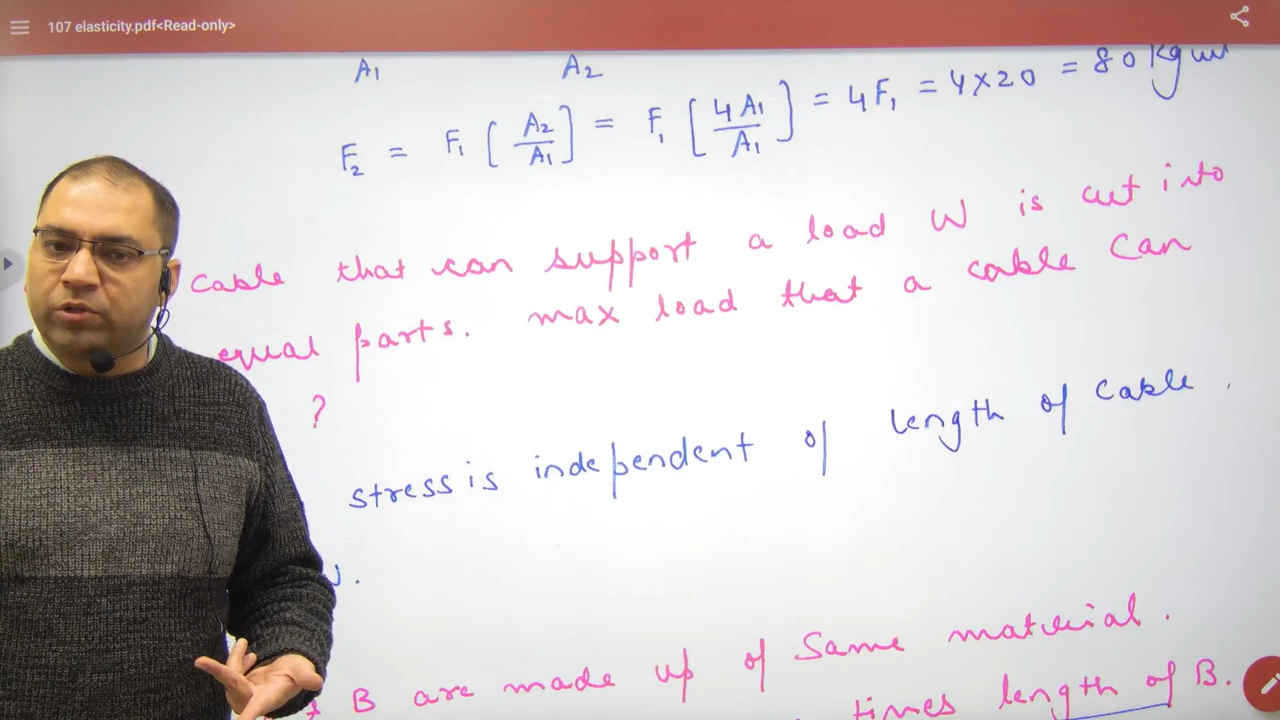 107 elasticity.pdf<Read-only>
A1 A2
F2 = F1 [ A2/A1 ] = F1 [ 4A1/A1 ] = 4F1 = 4×20 = 80 Kgwt
cable that can support a load W is cut into
equal parts. max load that a cable can
?
stress is independent of length of cable.
B are made up of same material.
times length of B.